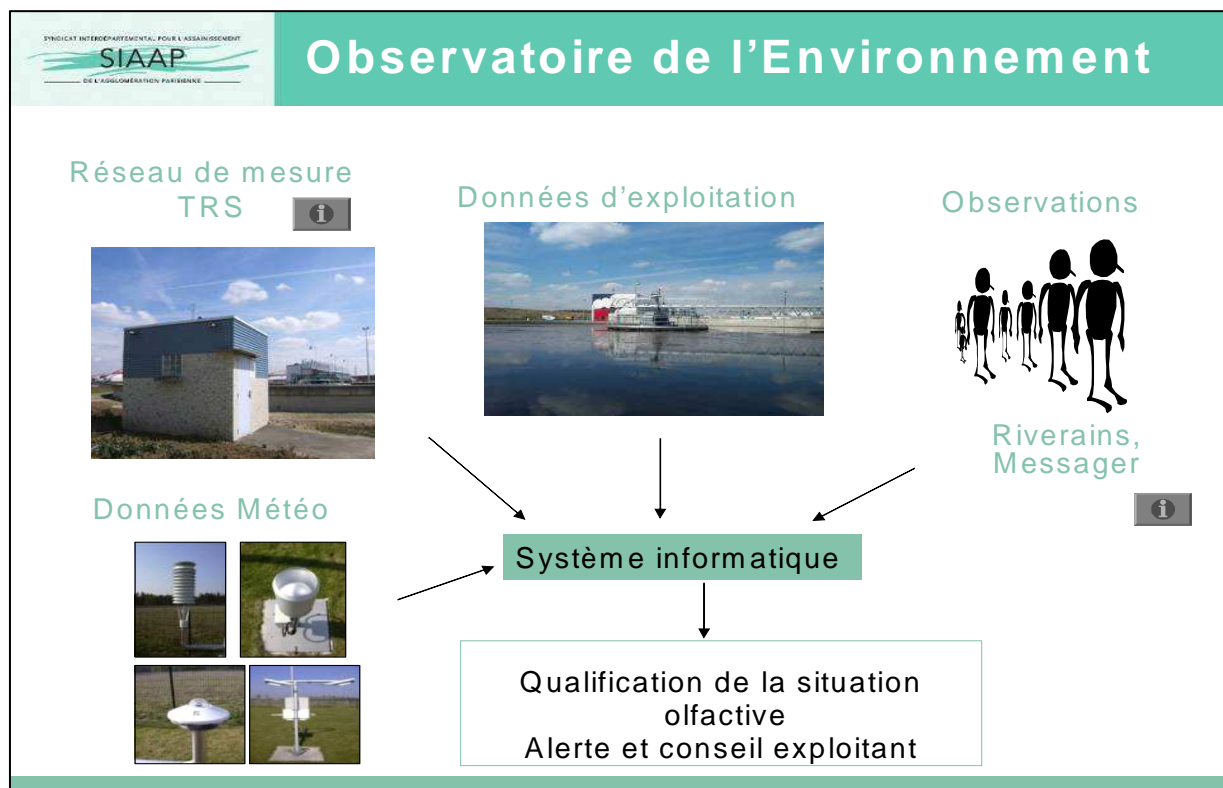 SYNDICAT INTERDÉPARTEMENTAL POUR L'ASSAINISSEMENT
SIAAP
DE L'AGGLOMÉRATION PARISIENNE
Observatoire de l'Environnement
Réseau de mesure
TRS
Données d'exploitation
Observations
Riverains,
Messager
Données Météo
Système informatique
Qualification de la situation
olfactive
Alerte et conseil exploitant